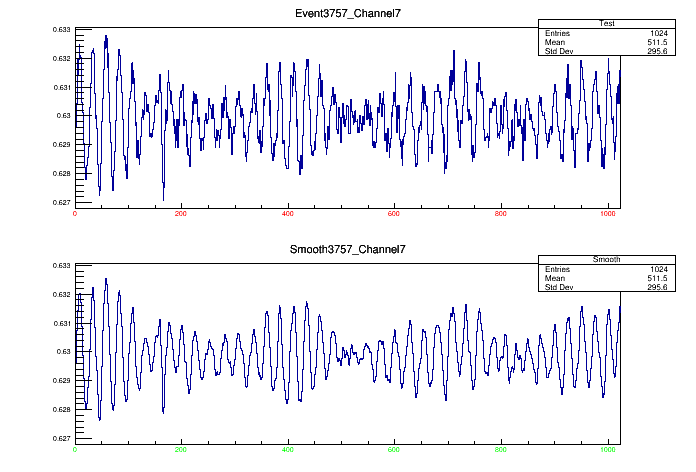 Event3757_Channel7
Test
Entries 1024
Mean 511.5
Std Dev 295.6
0.633
0.632
0.631
0.63
0.629
0.628
0.627
0 200 400 600 800 1000
Smooth3757_Channel7
Smooth
Entries 1024
Mean 511.5
Std Dev 295.6
0.633
0.632
0.631
0.63
0.629
0.628
0.627
0 200 400 600 800 1000